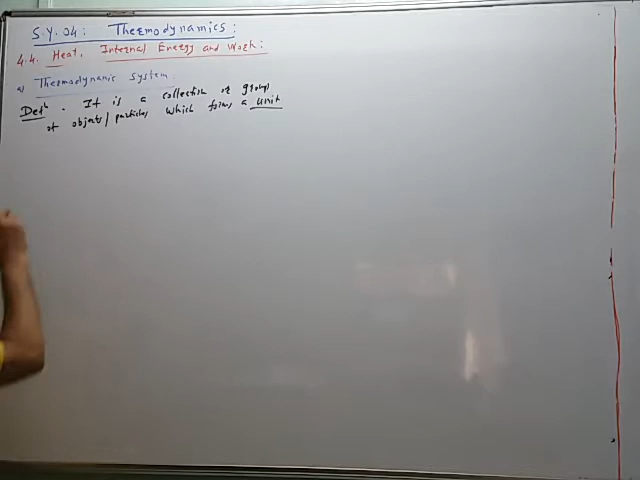 S.Y. 04: Thermodynamics:
4.4. Heat, Internal Energy and Work:
a) Thermodynamic system:
Defn. It is a collection or groups
of objects/particles which forms a unit